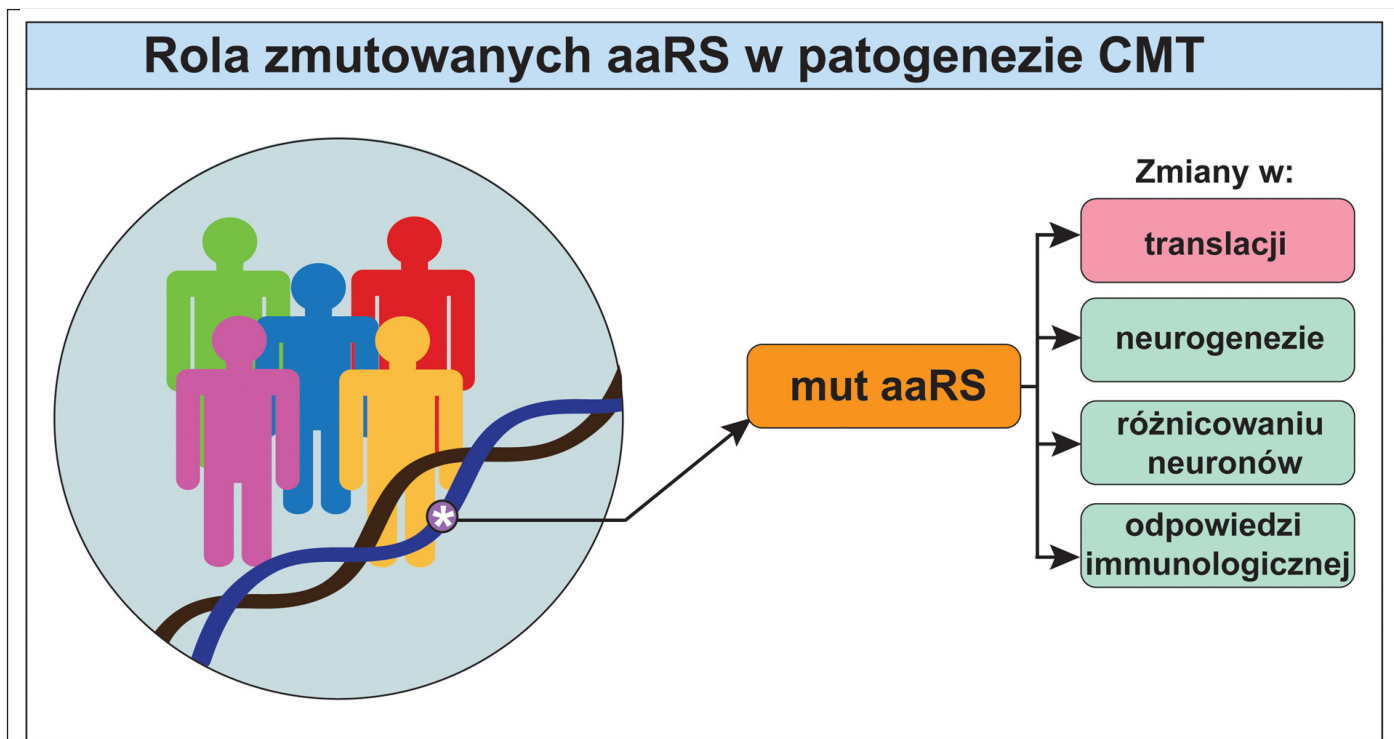 Rola zmutowanych aaRS w patogenezie CMT
Zmiany w:
translacji
neurogenezie
mut aaRS
różnicowaniu
neuronów
odpowiedzi
immunologicznej
*